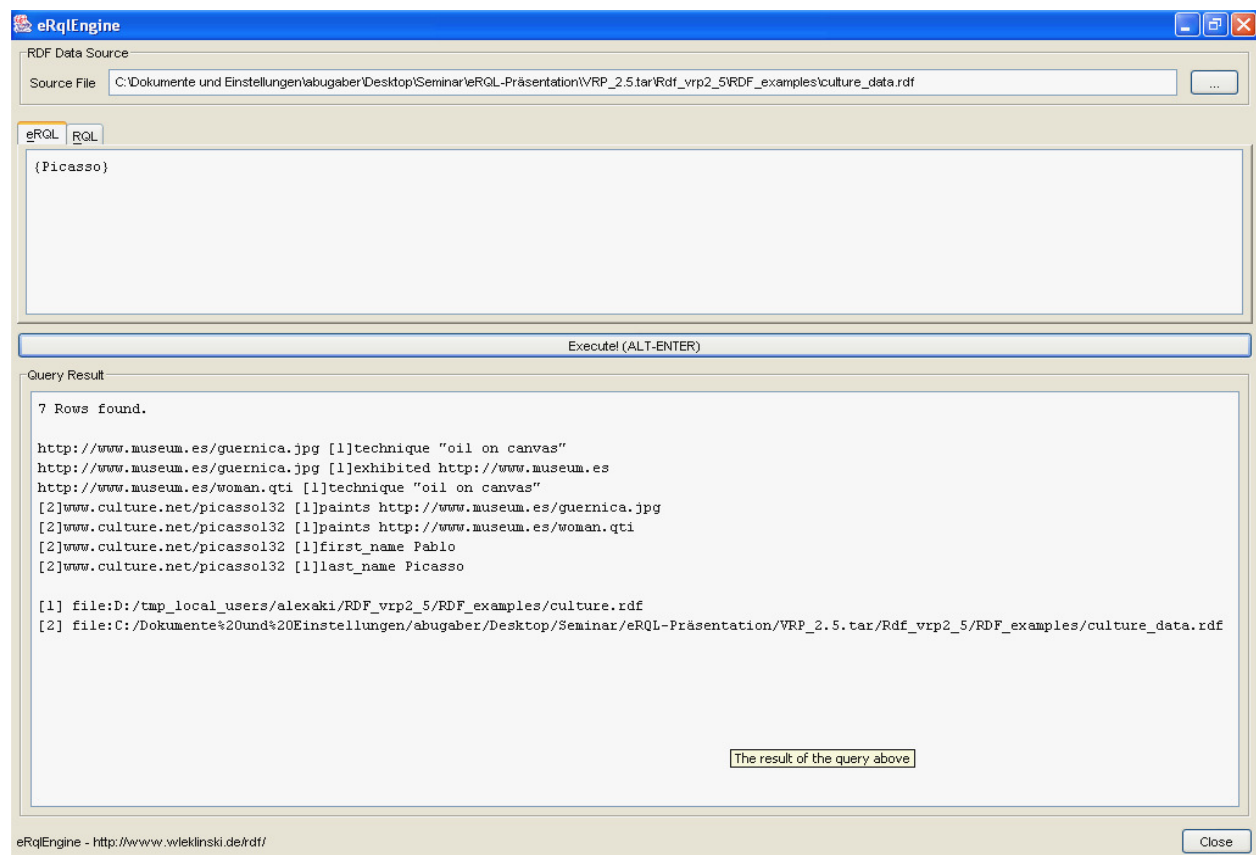 eRqlEngine
RDF Data Source
Source File C:\Dokumente und Einstellungen\abugaber\Desktop\Seminar\eRQL-Präsentation\VRP_2.5.tar\Rdf_vrp2_5\RDF_examples\culture_data.rdf ...
eRQL RQL
{Picasso}
Execute! (ALT-ENTER)
Query Result
7 Rows found.
http://www.museum.es/guernica.jpg [1]technique "oil on canvas"
http://www.museum.es/guernica.jpg [1]exhibited http://www.museum.es
http://www.museum.es/woman.qti [1]technique "oil on canvas"
[2]www.culture.net/picasso132 [1]paints http://www.museum.es/guernica.jpg
[2]www.culture.net/picasso132 [1]paints http://www.museum.es/woman.qti
[2]www.culture.net/picasso132 [1]first_name Pablo
[2]www.culture.net/picasso132 [1]last_name Picasso
[1] file:D:/tmp_local_users/alexaki/RDF_vrp2_5/RDF_examples/culture.rdf
[2] file:C:/Dokumente%20und%20Einstellungen/abugaber/Desktop/Seminar/eRQL-Präsentation/VRP_2.5.tar/Rdf_vrp2_5/RDF_examples/culture_data.rdf
The result of the query above
eRqlEngine - http://www.wleklinski.de/rdf/ Close